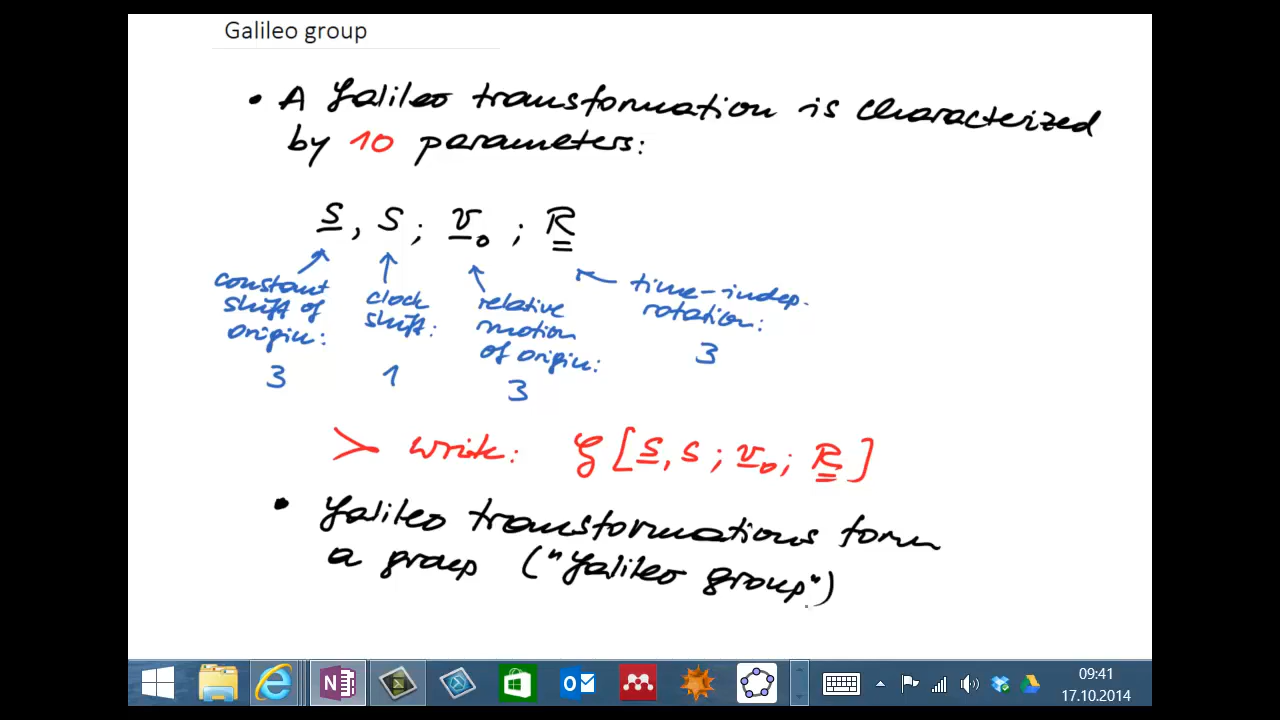 Galileo group
• A Galileo transformation is characterized
by 10 parameters:
s, s; v₀; R
constant
shift of
origin:
3
clock
shift:
1
relative
motion
of origin:
3
time-indep.
rotation:
3
> write: G [s, s; v₀; R]
• Galileo transformations form
a group ("Galileo group")
09:41
17.10.2014